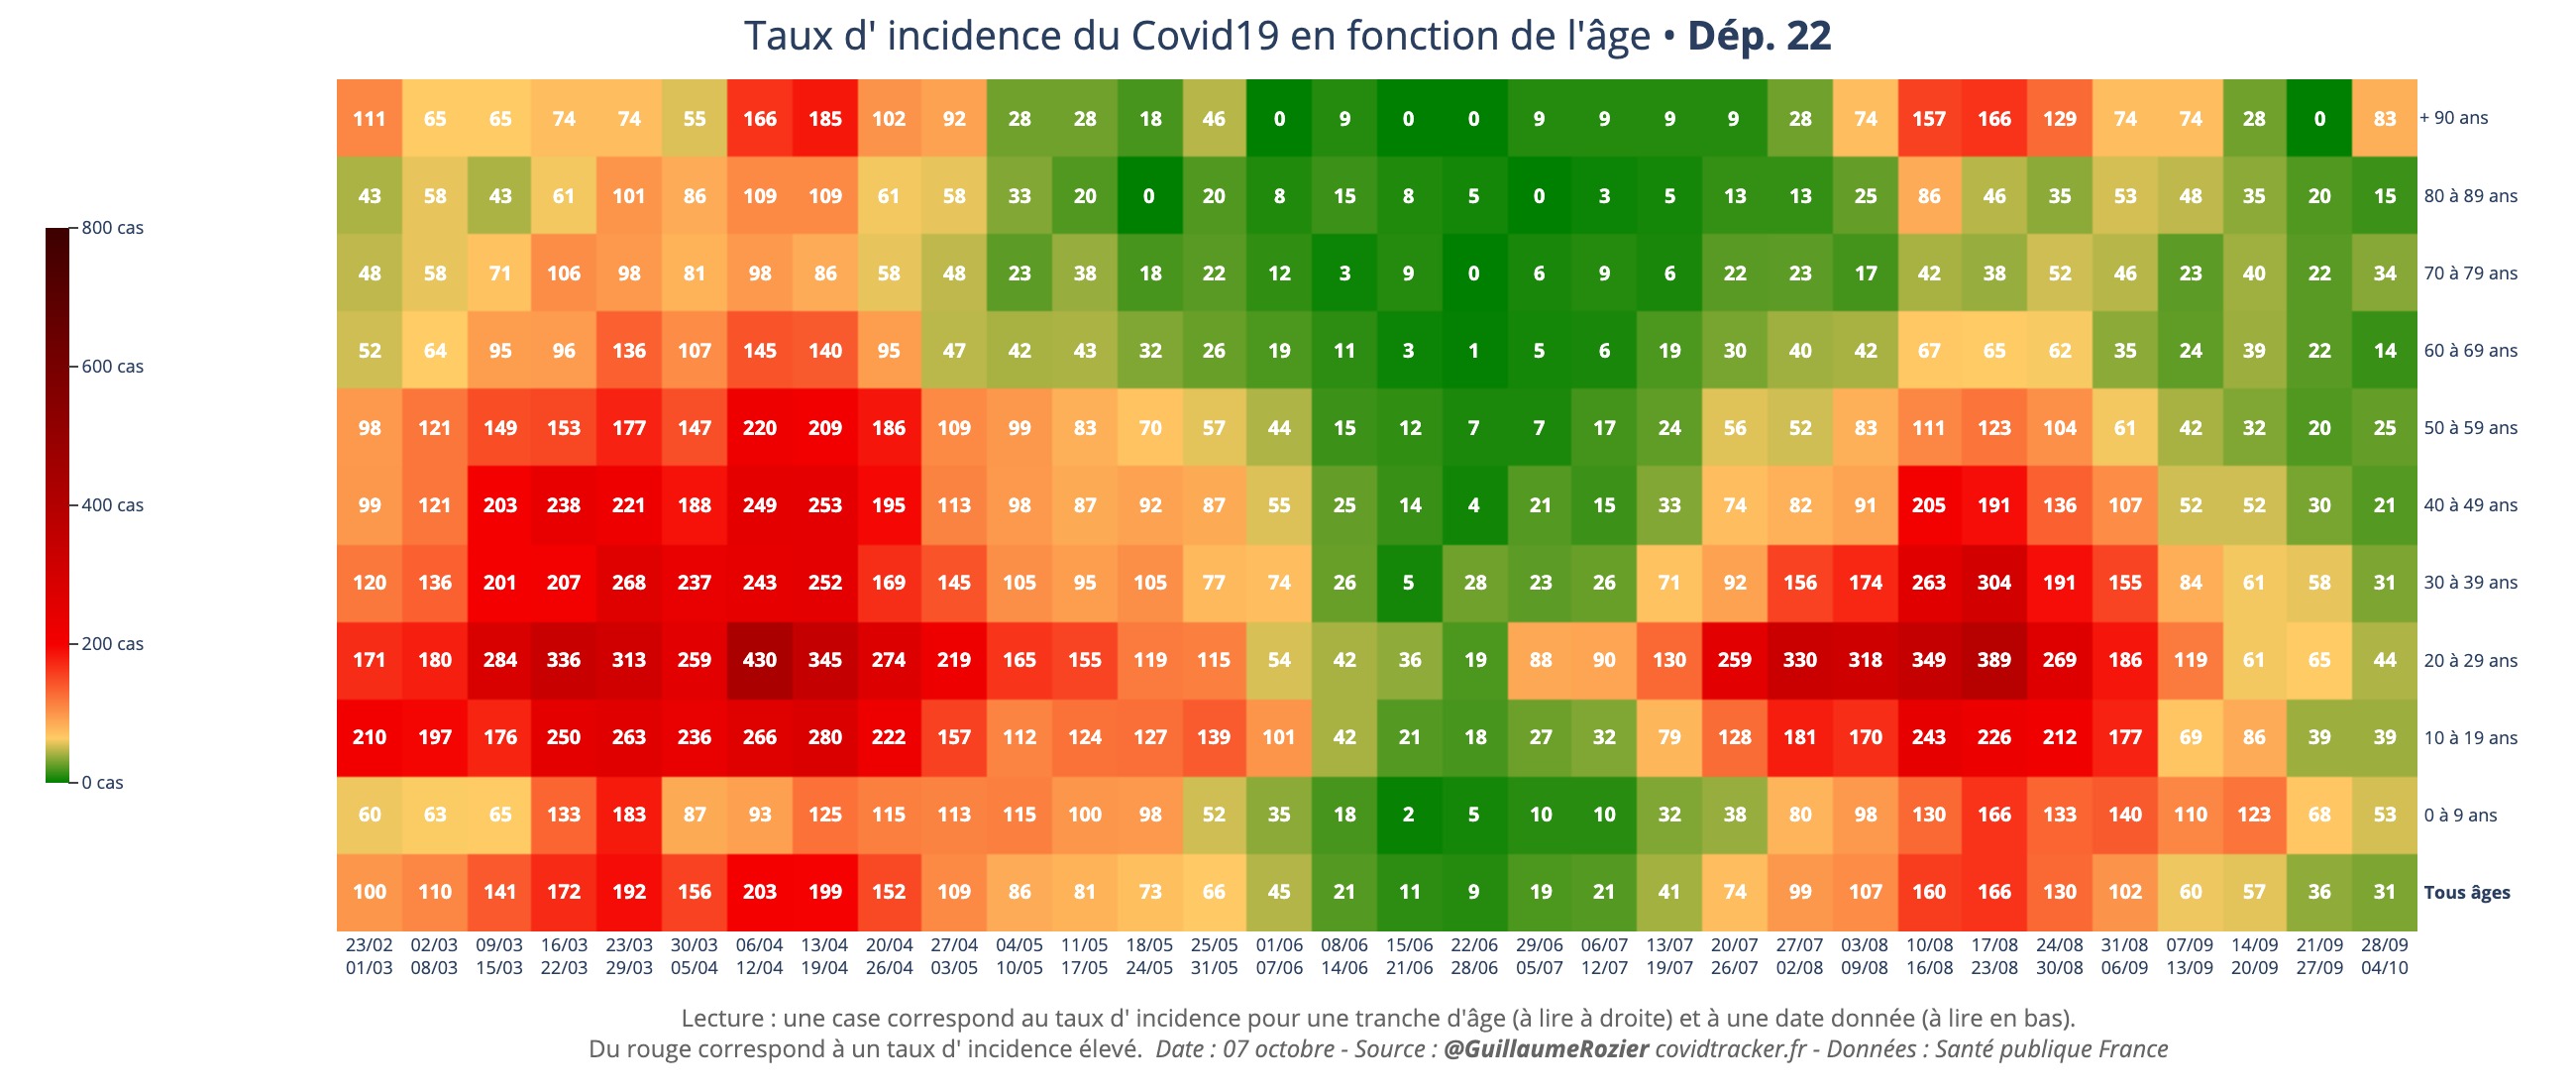 Taux d' incidence du Covid19 en fonction de l'âge • Dép. 22
800 cas
600 cas
400 cas
200 cas
0 cas
111 65 65 74 74 55 166 185 102 92 28 28 18 46 0 9 0 0 9 9 9 9 28 74 157 166 129 74 74 28 0 83 + 90 ans
43 58 43 61 101 86 109 109 61 58 33 20 0 20 8 15 8 5 0 3 5 13 13 25 86 46 35 53 48 35 20 15 80 à 89 ans
48 58 71 106 98 81 98 86 58 48 23 38 18 22 12 3 9 0 6 9 6 22 23 17 42 38 52 46 23 40 22 34 70 à 79 ans
52 64 95 96 136 107 145 140 95 47 42 43 32 26 19 11 3 1 5 6 19 30 40 42 67 65 62 35 24 39 22 14 60 à 69 ans
98 121 149 153 177 147 220 209 186 109 99 83 70 57 44 15 12 7 7 17 24 56 52 83 111 123 104 61 42 32 20 25 50 à 59 ans
99 121 203 238 221 188 249 253 195 113 98 87 92 87 55 25 14 4 21 15 33 74 82 91 205 191 136 107 52 52 30 21 40 à 49 ans
120 136 201 207 268 237 243 252 169 145 105 95 105 77 74 26 5 28 23 26 71 92 156 174 263 304 191 155 84 61 58 31 30 à 39 ans
171 180 284 336 313 259 430 345 274 219 165 155 119 115 54 42 36 19 88 90 130 259 330 318 349 389 269 186 119 61 65 44 20 à 29 ans
210 197 176 250 263 236 266 280 222 157 112 124 127 139 101 42 21 18 27 32 79 128 181 170 243 226 212 177 69 86 39 39 10 à 19 ans
60 63 65 133 183 87 93 125 115 113 115 100 98 52 35 18 2 5 10 10 32 38 80 98 130 166 133 140 110 123 68 53 0 à 9 ans
100 110 141 172 192 156 203 199 152 109 86 81 73 66 45 21 11 9 19 21 41 74 99 107 160 166 130 102 60 57 36 31 Tous âges
23/02 02/03 09/03 16/03 23/03 30/03 06/04 13/04 20/04 27/04 04/05 11/05 18/05 25/05 01/06 08/06 15/06 22/06 29/06 06/07 13/07 20/07 27/07 03/08 10/08 17/08 24/08 31/08 07/09 14/09 21/09 28/09
01/03 08/03 15/03 22/03 29/03 05/04 12/04 19/04 26/04 03/05 10/05 17/05 24/05 31/05 07/06 14/06 21/06 28/06 05/07 12/07 19/07 26/07 02/08 09/08 16/08 23/08 30/08 06/09 13/09 20/09 27/09 04/10
Lecture : une case correspond au taux d' incidence pour une tranche d'âge (à lire à droite) et à une date donnée (à lire en bas).
Du rouge correspond à un taux d' incidence élevé. Date : 07 octobre - Source : @GuillaumeRozier covidtracker.fr - Données : Santé publique France